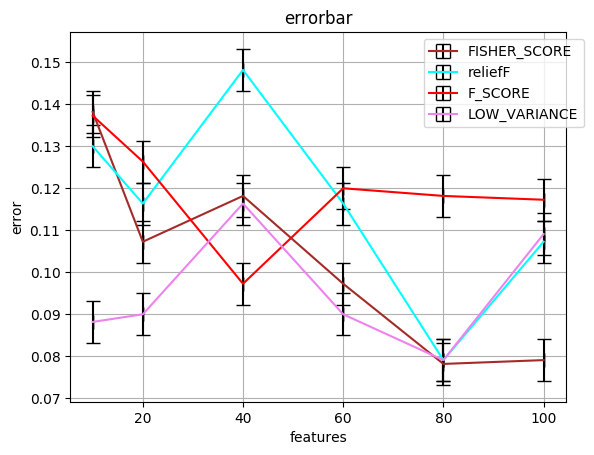 errorbar
FISHER_SCORE
reliefF
F_SCORE
LOW_VARIANCE
error
0.15
0.14
0.13
0.12
0.11
0.10
0.09
0.08
0.07
20 40 60 80 100
features